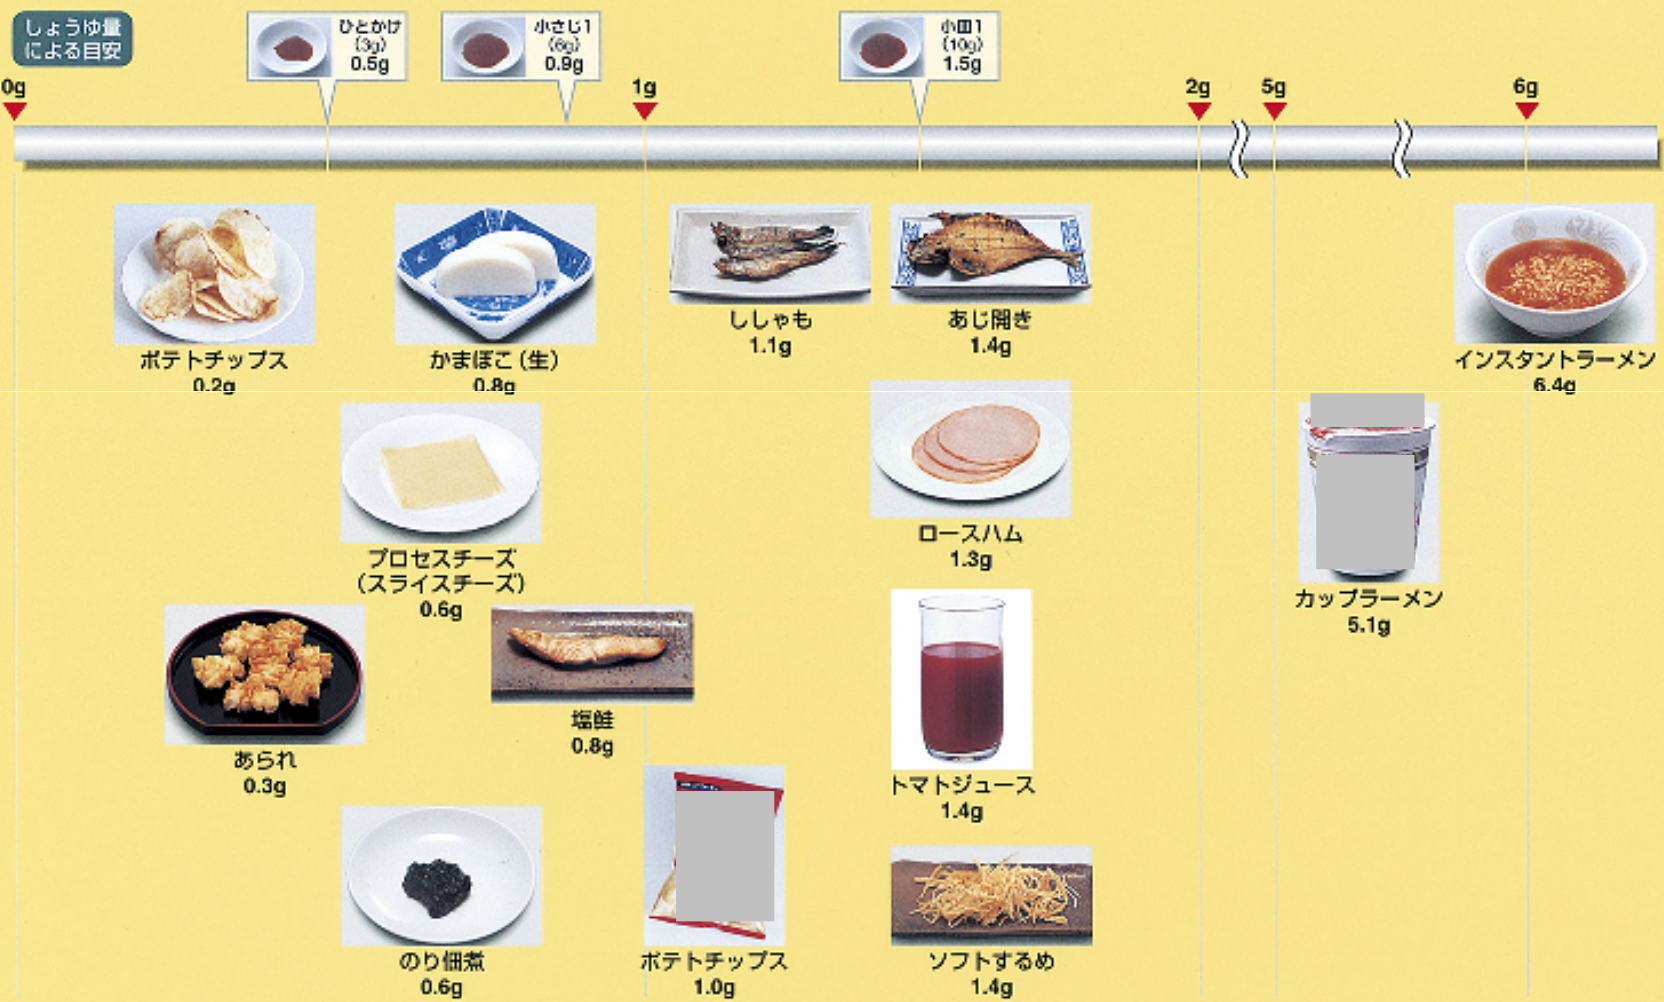 しょうゆ量
による目安
ひとかけ
(3g)
0.5g
小さじ1
(6g)
0.9g
小皿1
(10g)
1.5g
0g
1g
2g
5g
6g
ポテトチップス
0.2g
かまぼこ(生)
0.8g
ししゃも
1.1g
あじ開き
1.4g
インスタントラーメン
6.4g
プロセスチーズ
(スライスチーズ)
0.6g
ロースハム
1.3g
カップラーメン
5.1g
あられ
0.3g
塩鮭
0.8g
トマトジュース
1.4g
のり佃煮
0.6g
ポテトチップス
1.0g
ソフトするめ
1.4g